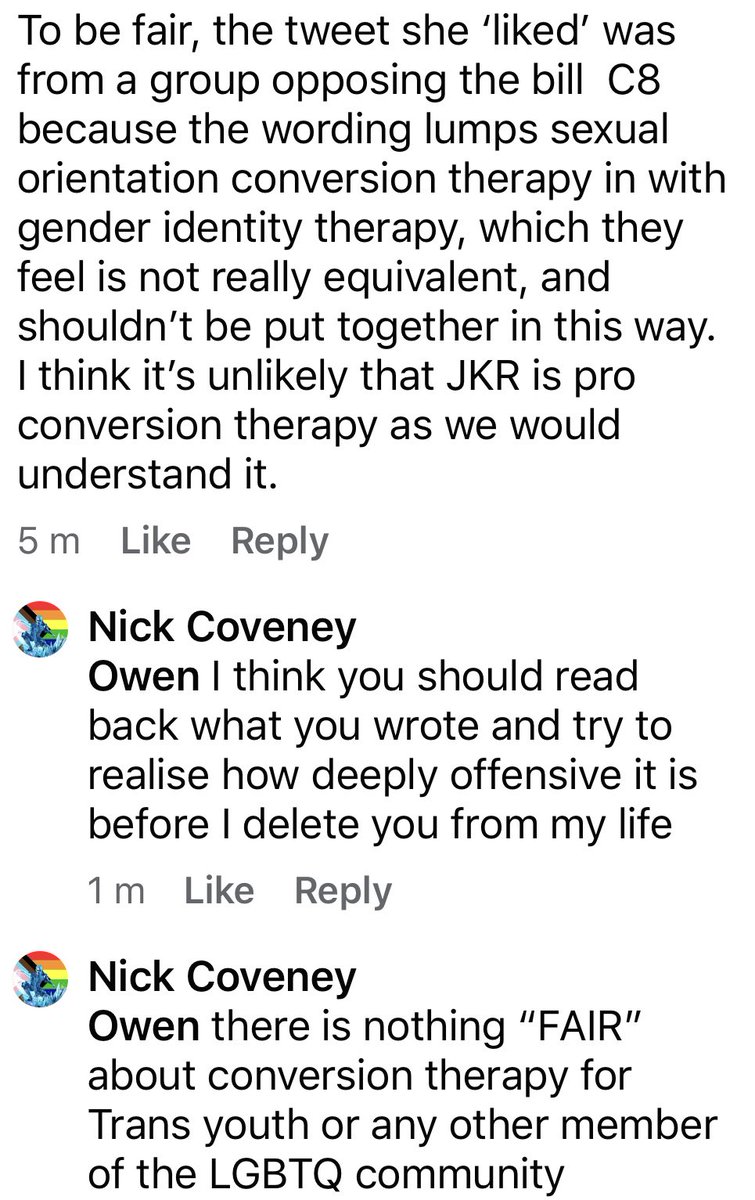 To be fair, the tweet she ‘liked’ was
from a group opposing the bill  C8
because the wording lumps sexual
orientation conversion therapy in with
gender identity therapy, which they
feel is not really equivalent, and
shouldn’t be put together in this way.
I think it’s unlikely that JKR is pro
conversion therapy as we would
understand it.
5 m Like Reply
Nick Coveney
Owen I think you should read
back what you wrote and try to
realise how deeply offensive it is
before I delete you from my life
1 m Like Reply
Nick Coveney
Owen there is nothing “FAIR”
about conversion therapy for
Trans youth or any other member
of the LGBTQ community